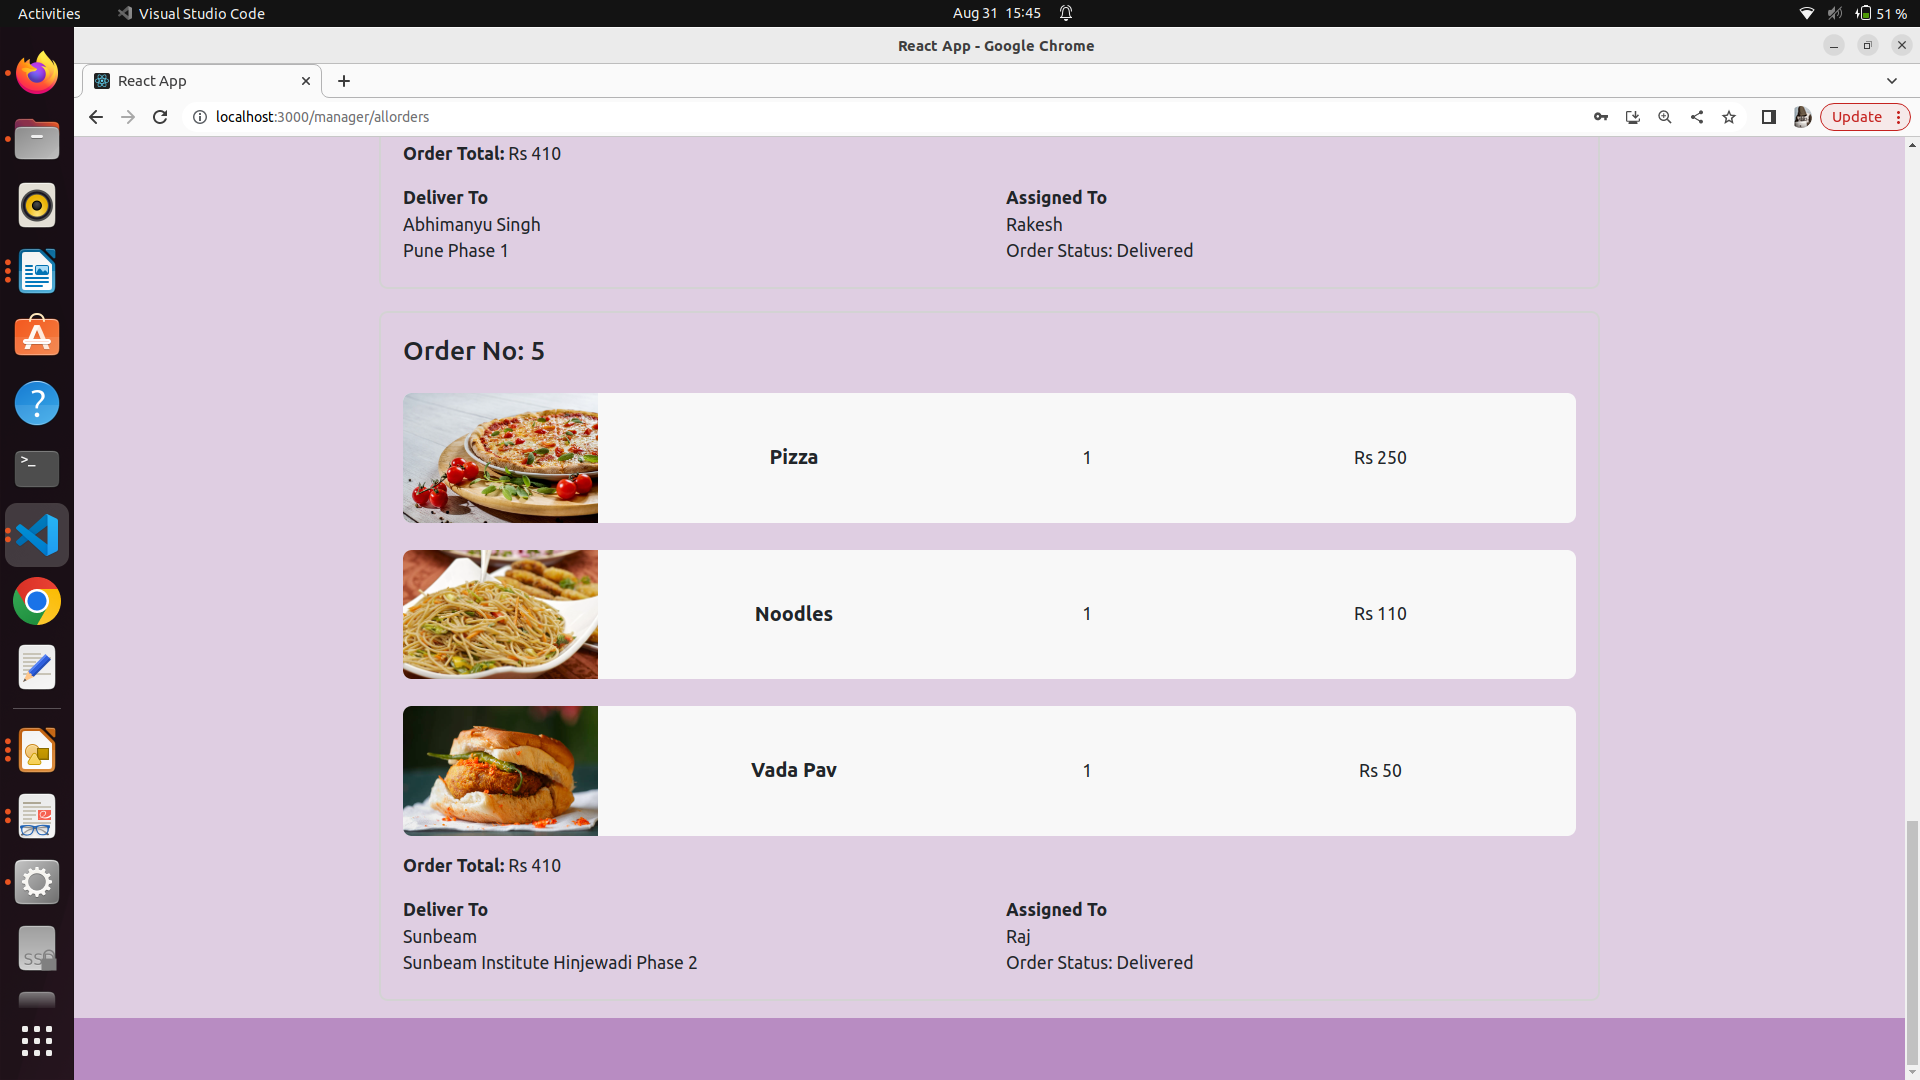 Activities
Visual Studio Code
Aug 31 15:45
51 %
React App - Google Chrome
React App
localhost:3000/manager/allorders
Update
Order Total: Rs 410
Deliver To
Abhimanyu Singh
Pune Phase 1
Assigned To
Rakesh
Order Status: Delivered
Order No: 5
Pizza 1 Rs 250
Noodles 1 Rs 110
Vada Pav 1 Rs 50
Order Total: Rs 410
Deliver To
Sunbeam
Sunbeam Institute Hinjewadi Phase 2
Assigned To
Raj
Order Status: Delivered